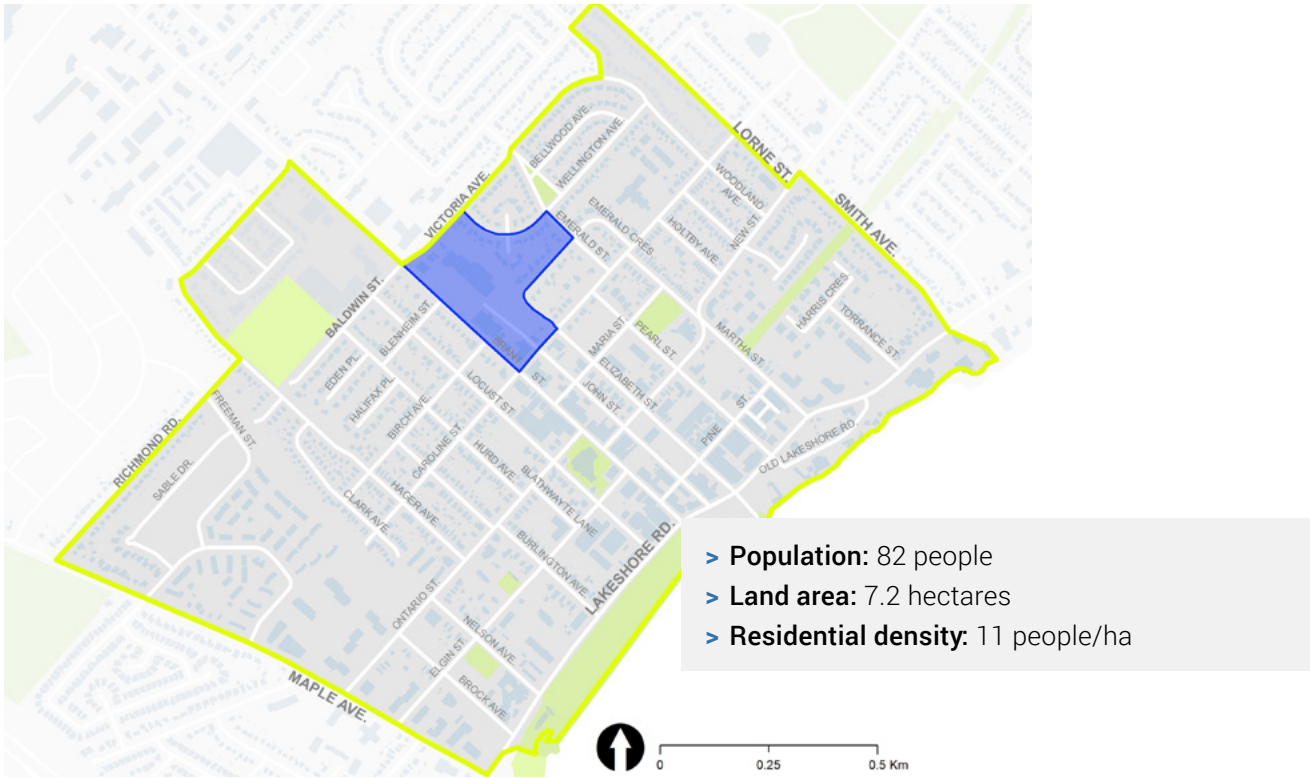 LORNE ST.
BELLWOOD AVE.
WELLINGTON AVE.
WOODLAND
AVE.
VICTORIA AVE.
SMITH AVE.
EMERALD CRES.
EMERALD ST.
HOLTBY AVE.
NEW ST.
BALDWIN ST.
BLENHEIM ST.
HARRIS CRES
TORRANCE ST.
MARIA ST
PEARL ST.
MARTHA ST.
EDEN PL.
BRANT
ST.
HALIFAX PL.
LOCUST ST.
ELIZABETH ST.
JOHN ST.
FREEMAN ST.
BIRCH AVE.
PINE
ST.
RICHMOND RD.
CAROLINE ST.
OLD LAKESHORE RD.
SABLE DR.
HURD AVE.
BLATHWAYTE LANE
CLARK AVE.
HAGER AVE.
BURLINGTON AVE.
LAKESHORE RD.
ONTARIO ST.
NELSON AVE.
ELGIN ST.
BROCK AVE.
MAPLE AVE.
> Population: 82 people
> Land area: 7.2 hectares
> Residential density: 11 people/ha
0
0.25
0.5 Km